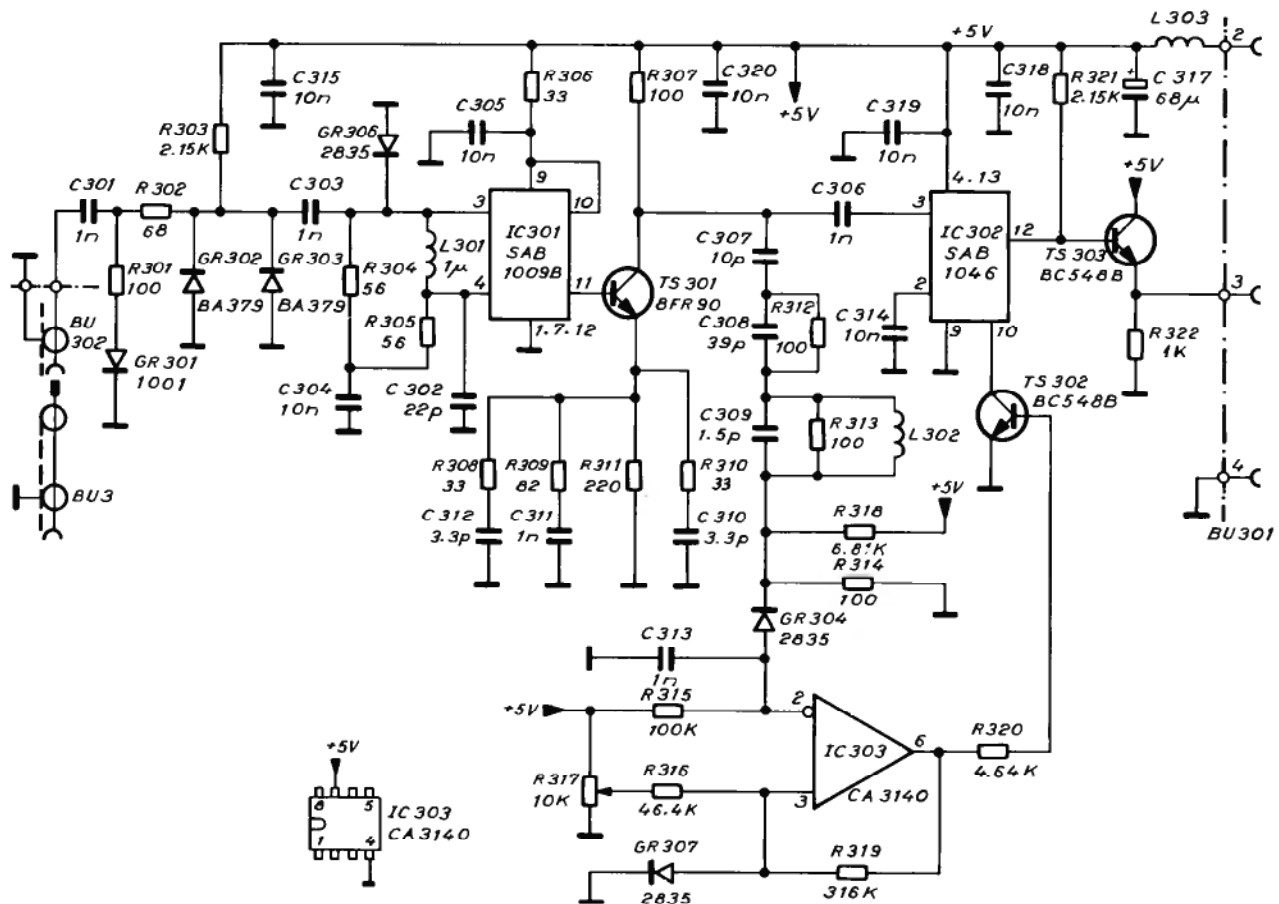 L303
2
+5V
C315
10n
R306
33
R307
100
C320
10n
+5V
C318
10n
R321
2.15K
+
C317
68µ
R303
2.15K
GR306
2835
C305
10n
C319
10n
+5V
C301
1n
R302
68
C303
1n
9
3
10
IC301
SAB
1009B
4
11
1.7.12
C306
1n
4.13
3
IC302
SAB
1046
12
2
9
10
TS303
BC548B
3
R301
100
GR302
BA379
GR303
BA379
R304
56
L301
1µ
R305
56
TS301
BFR90
C307
10p
C308
39p
R312
100
C314
10n
R322
1K
BU
302
GR301
1001
C304
10n
C302
22p
TS302
BC548B
C309
1.5p
R313
100
L302
4
BU3
R308
33
R309
82
R311
220
R310
33
+5V
R318
6.81K
BU301
C312
3.3p
C311
1n
C310
3.3p
R314
100
GR304
2835
C313
1n
+5V
R315
100K
2
IC303
6
R320
4.64K
R317
10K
R316
46.4K
3
CA3140
+5V
8
5
1
4
IC303
CA3140
GR307
2835
R319
316K